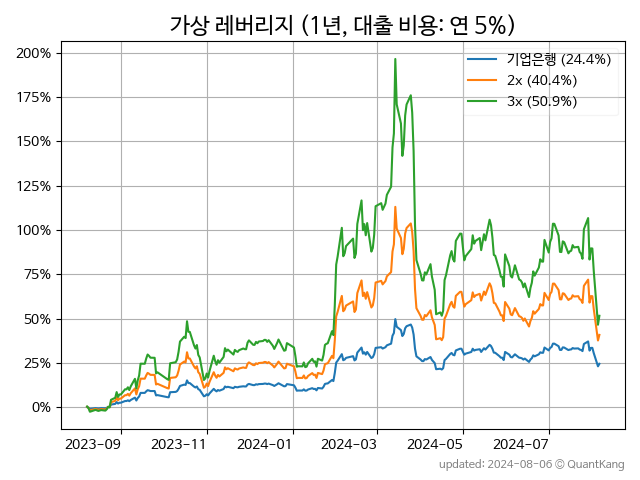 가상 레버리지 (1년, 대출 비용: 연 5%)
200%
175%
150%
125%
100%
75%
50%
25%
0%
기업은행 (24.4%)
2x (40.4%)
3x (50.9%)
2023-09 2023-11 2024-01 2024-03 2024-05 2024-07
updated: 2024-08-06 © QuantKang